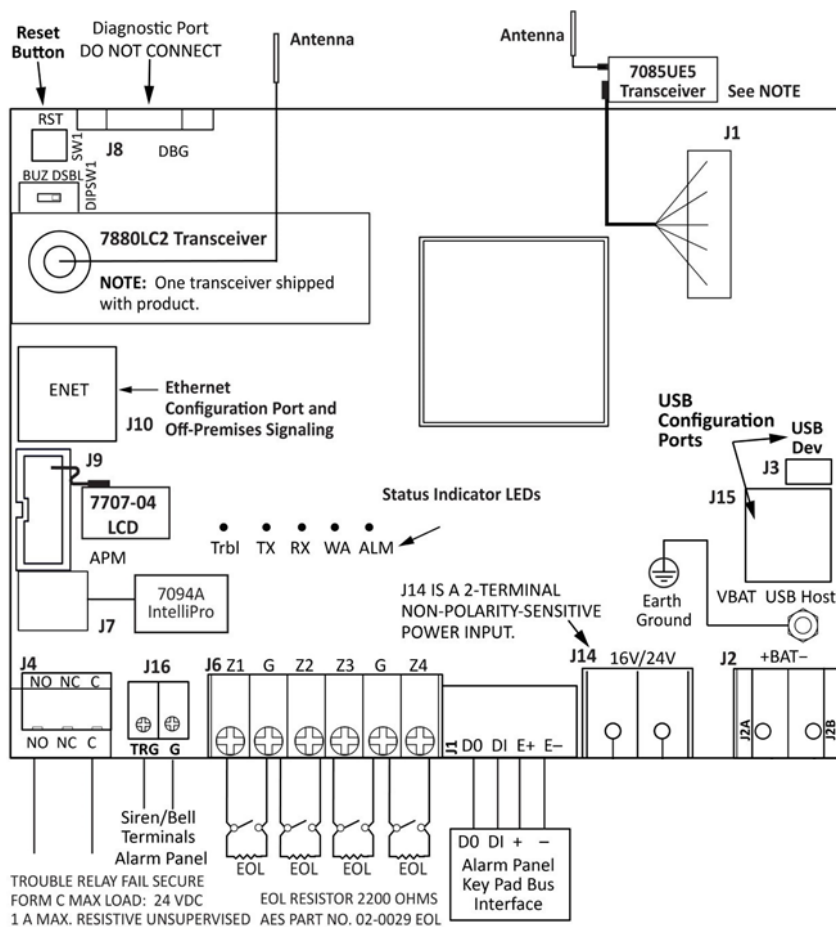 Reset
Button
Diagnostic Port
DO NOT CONNECT
Antenna
Antenna
7085UE5
Transceiver
See NOTE
RST
SW1
J8
DBG
J1
BUZ DSBL
DIPSW1
7880LC2 Transceiver
NOTE: One transceiver shipped
with product.
ENET
J10
Ethernet
Configuration Port and
Off-Premises Signaling
USB
Configuration
Ports
USB
Dev
J3
J15
J9
7707-04
LCD
APM
Status Indicator LEDs
Trbl TX RX WA ALM
7094A
IntelliPro
J7
J14 IS A 2-TERMINAL
NON-POLARITY-SENSITIVE
POWER INPUT.
Earth
Ground
VBAT USB Host
J4
NO NC C
NO NC C
J16
TRG G
J6 Z1 G Z2 Z3 G Z4
J1
D0 DI E+ E−
J14
16V/24V
J2
+BAT−
J2A
J2B
Siren/Bell
Terminals
Alarm Panel
EOL EOL EOL EOL
D0 DI + −
Alarm Panel
Key Pad Bus
Interface
TROUBLE RELAY FAIL SECURE
FORM C MAX LOAD: 24 VDC
1 A MAX. RESISTIVE UNSUPERVISED
EOL RESISTOR 2200 OHMS
AES PART NO. 02-0029 EOL